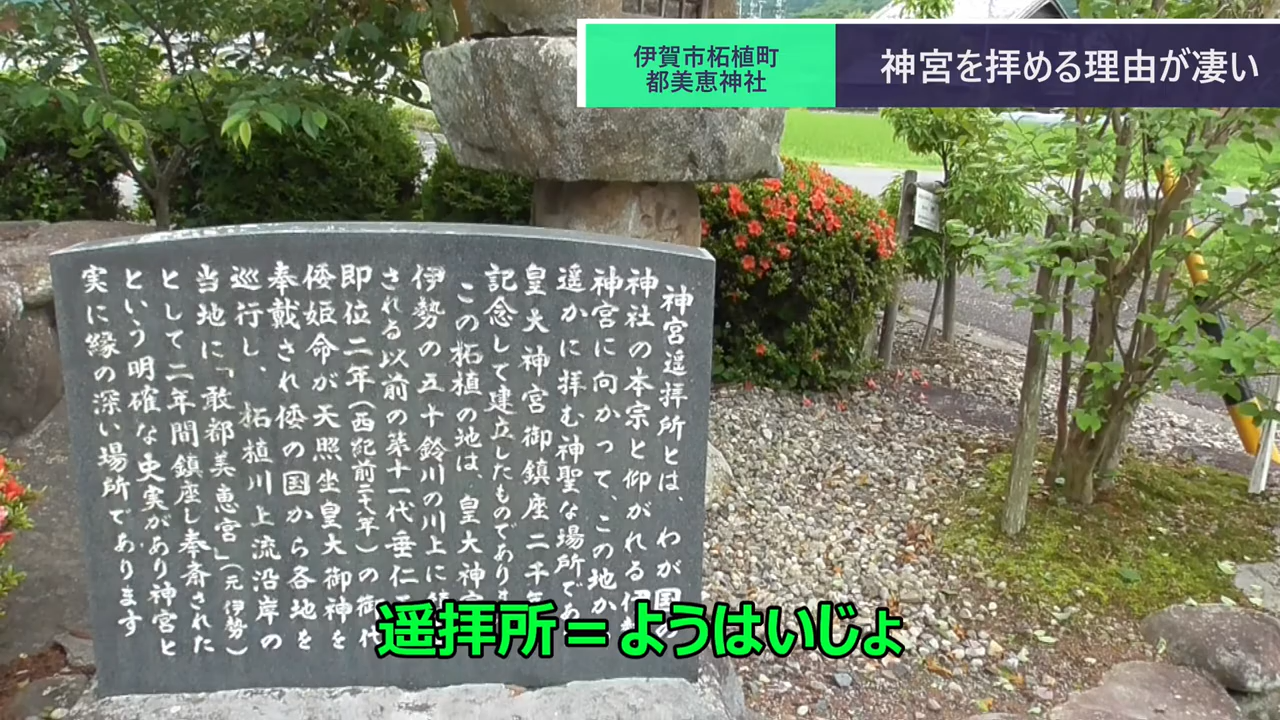 伊賀市柘植町
都美恵神社
神宮を拝める理由が凄い
神宮遥拝所とは、わが国
神社の本宗と仰がれる伊勢
神宮に向かって、この地か
遥かに拝む神聖な場所であ
皇大神宮御鎮座二千年
記念して建立したものであります
この柘植の地は、皇大神宮
伊勢の五十鈴川の川上に
される以前の第十一代垂仁
即位二年(西紀前二十八年)の御代
倭姫命が天照坐皇大御神を
奉載され倭の国から各地を
巡行し、柘植川上流沿岸の
当地に「敢都美恵宮」(元伊勢)
として二年間鎮座し奉斎された
という明確な史実があり神宮と
実に縁の深い場所であります
遥拝所=ようはいじょ